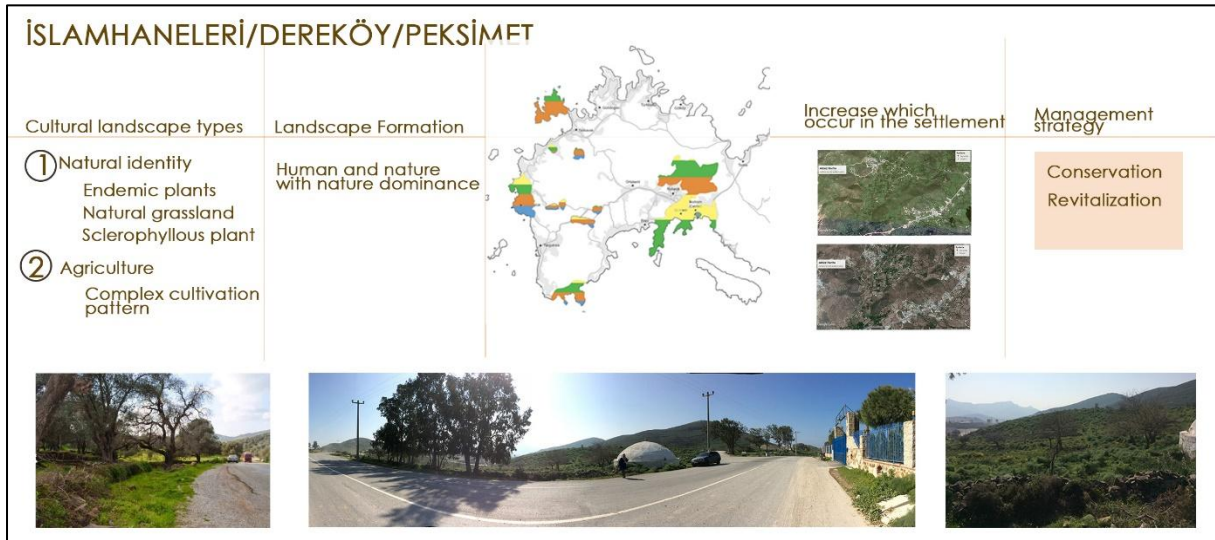 İSLAMHANELERİ/DEREKÖY/PEKSİMET
Cultural landscape types
Landscape Formation
Increase which
occur in the settlement
Management
strategy
1 Natural identity
Endemic plants
Natural grassland
Sclerophyllous plant
2 Agriculture
Complex cultivation
pattern
Human and nature
with nature dominance
Conservation
Revitalization